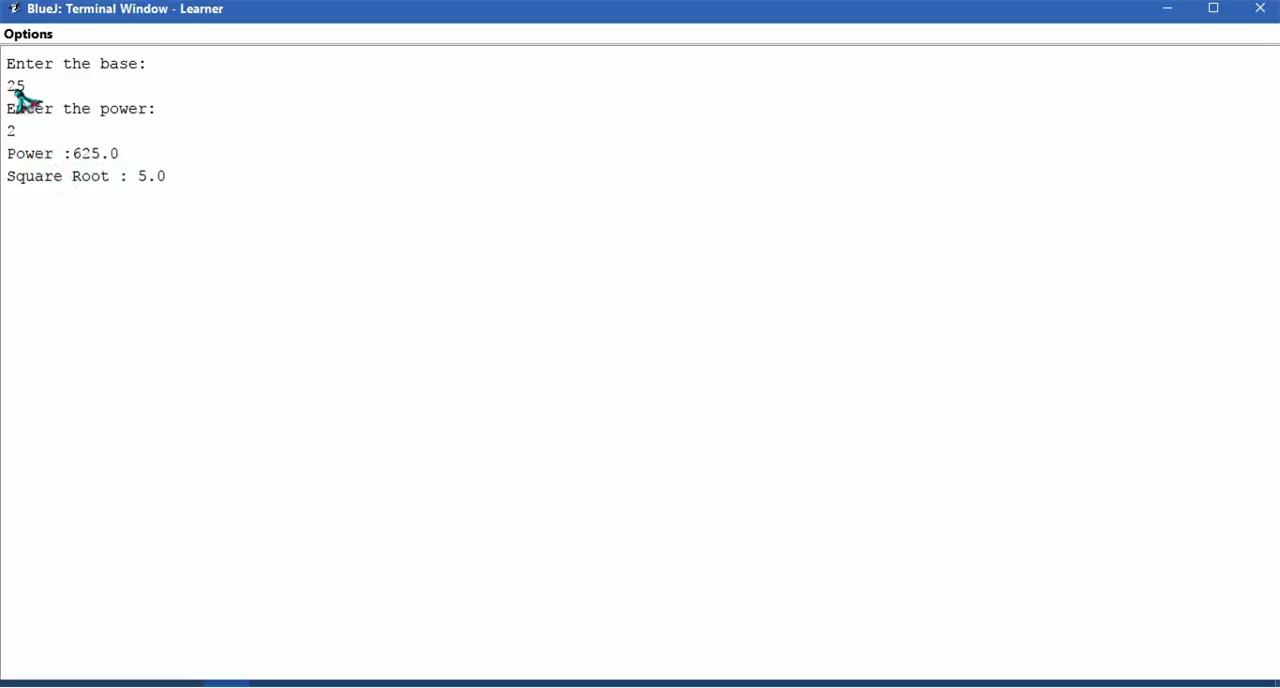 BlueJ: Terminal Window - Learner
Options
Enter the base:
25
Enter the power:
2
Power :625.0
Square Root : 5.0